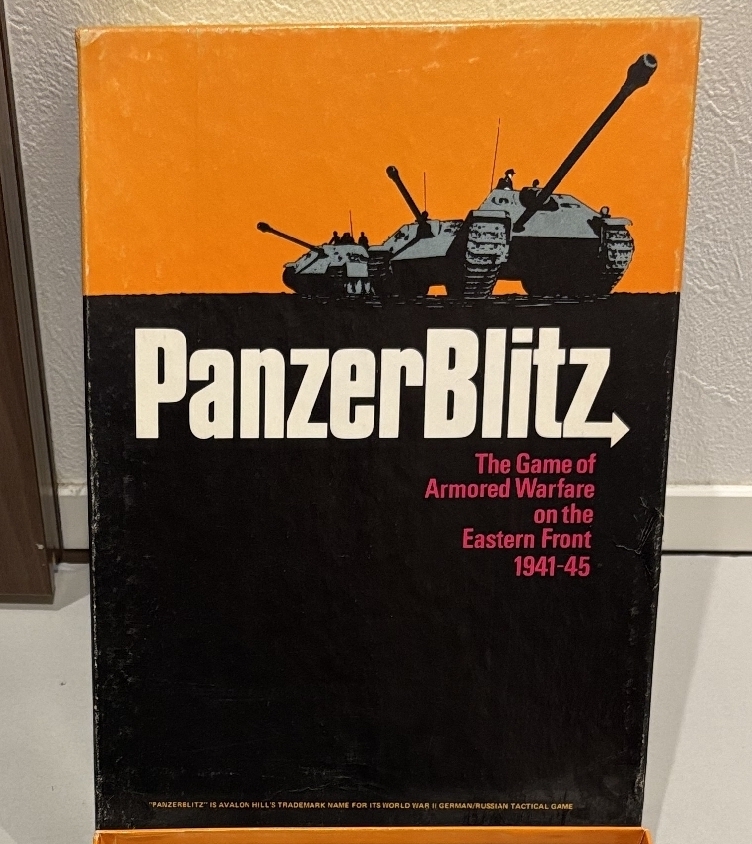 PanzerBlitz
The Game of
Armored Warfare
on the
Eastern Front
1941-45
"PANZERBLITZ" IS AVALON HILL'S TRADEMARK NAME FOR ITS WORLD WAR II GERMAN/RUSSIAN TACTICAL GAME